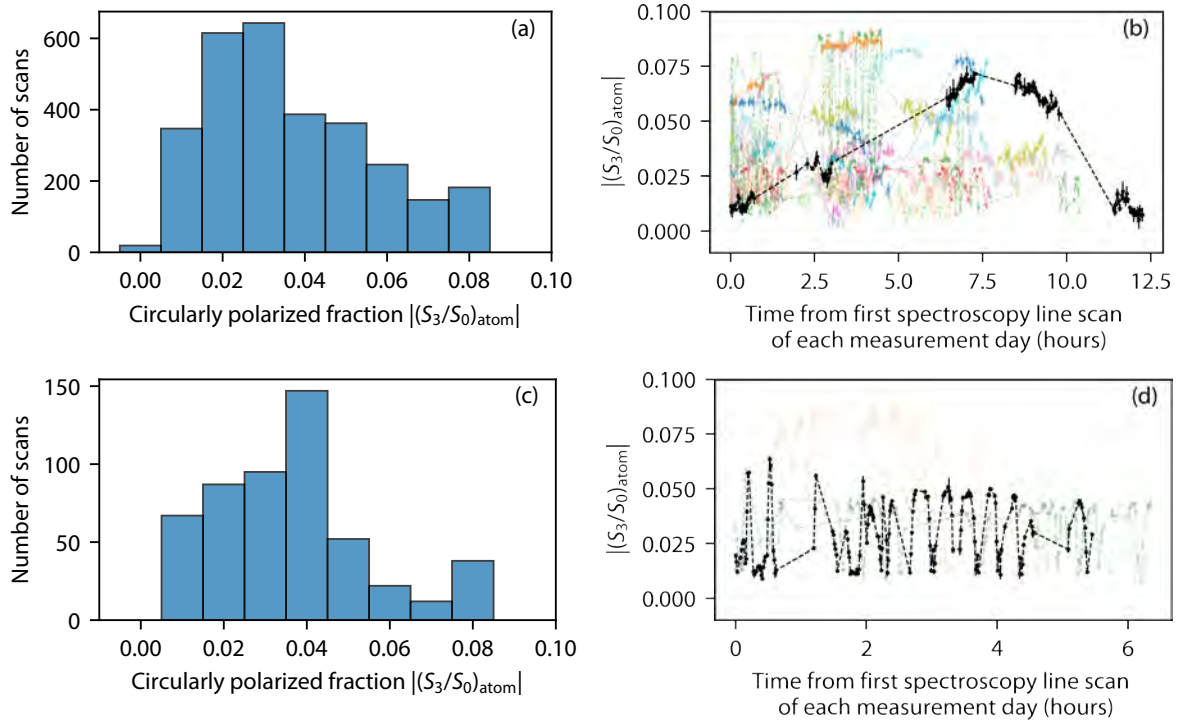 (a)
Number of scans
600
400
200
0
0.00 0.02 0.04 0.06 0.08 0.10
Circularly polarized fraction |(S₃/S₀)atom|
(b)
|(S₃/S₀)atom|
0.100
0.075
0.050
0.025
0.000
0.0 2.5 5.0 7.5 10.0 12.5
Time from first spectroscopy line scan
of each measurement day (hours)
(c)
Number of scans
150
100
50
0
0.00 0.02 0.04 0.06 0.08 0.10
Circularly polarized fraction |(S₃/S₀)atom|
(d)
|(S₃/S₀)atom|
0.100
0.075
0.050
0.025
0.000
0 2 4 6
Time from first spectroscopy line scan
of each measurement day (hours)